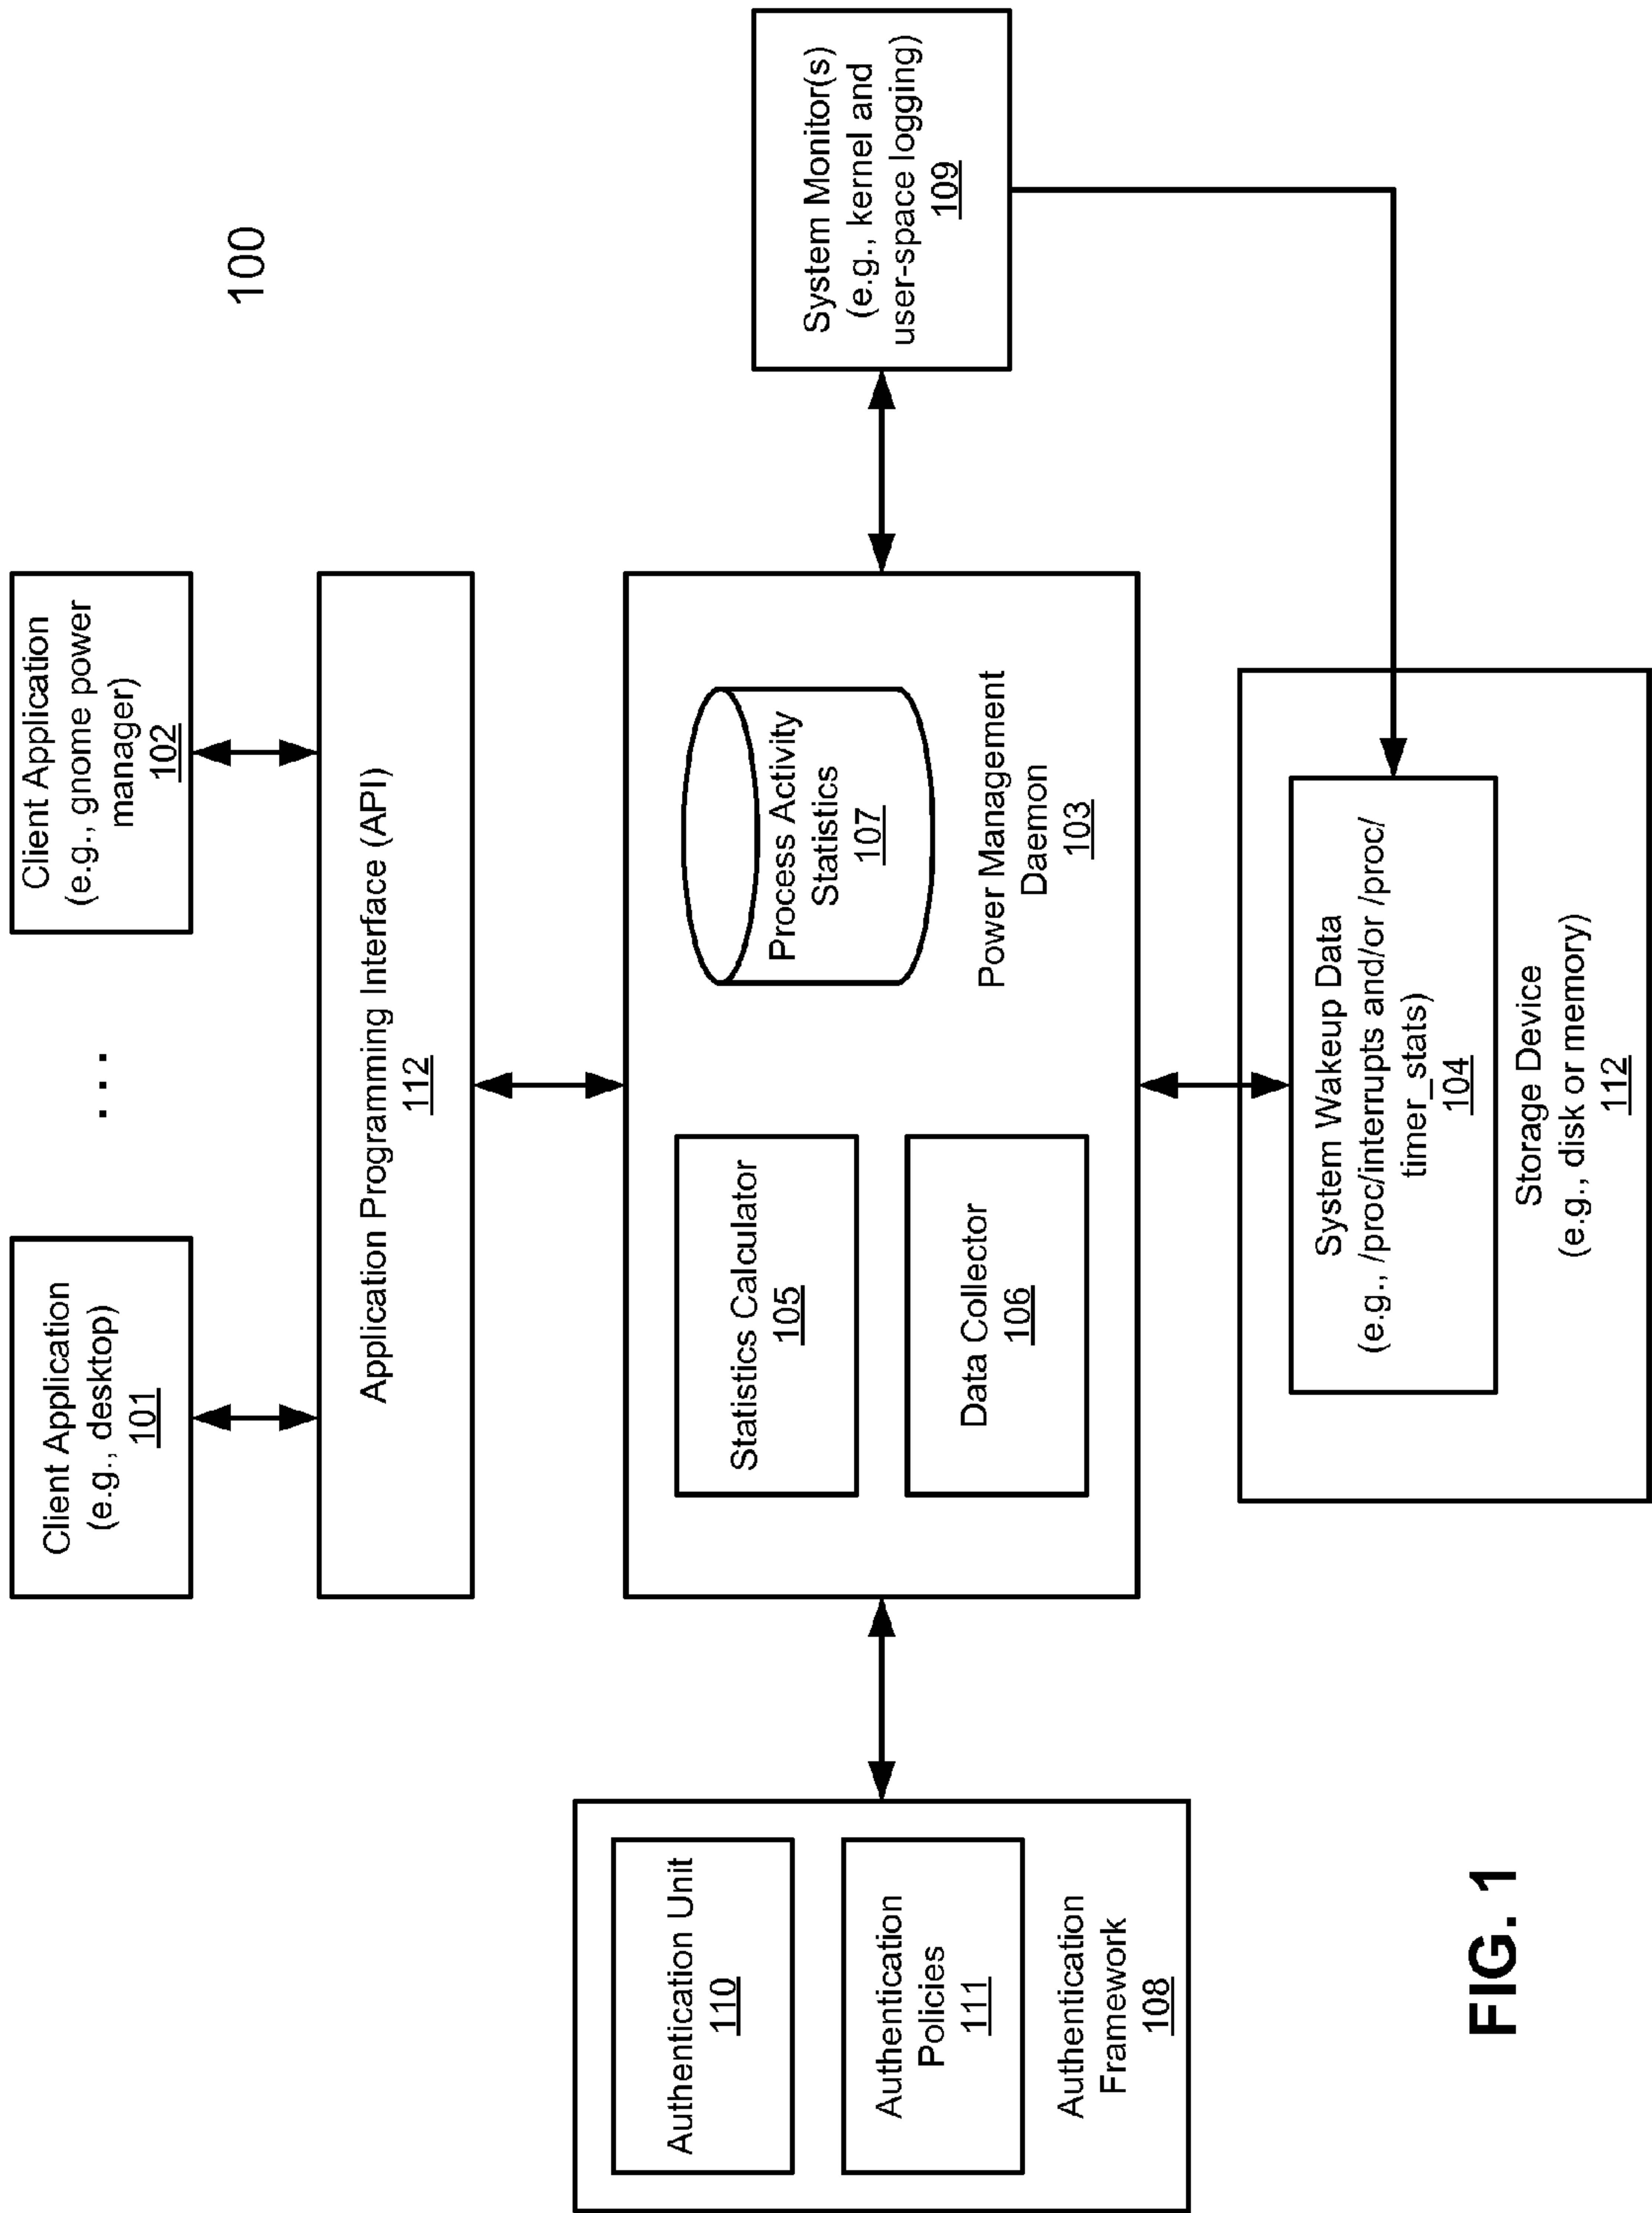 100
Client Application
(e.g., desktop)
101
. . .
Client Application
(e.g., gnome power
manager)
102
Application Programming Interface (API)
112
Authentication Unit
110
Authentication
Policies
111
Authentication
Framework
108
Statistics Calculator
105
Data Collector
106
Process Activity
Statistics
107
Power Management
Daemon
103
System Monitor(s)
(e.g., kernel and
user-space logging)
109
System Wakeup Data
(e.g., /proc/interrupts and/or /proc/
timer_stats)
104
Storage Device
(e.g., disk or memory)
112
FIG. 1